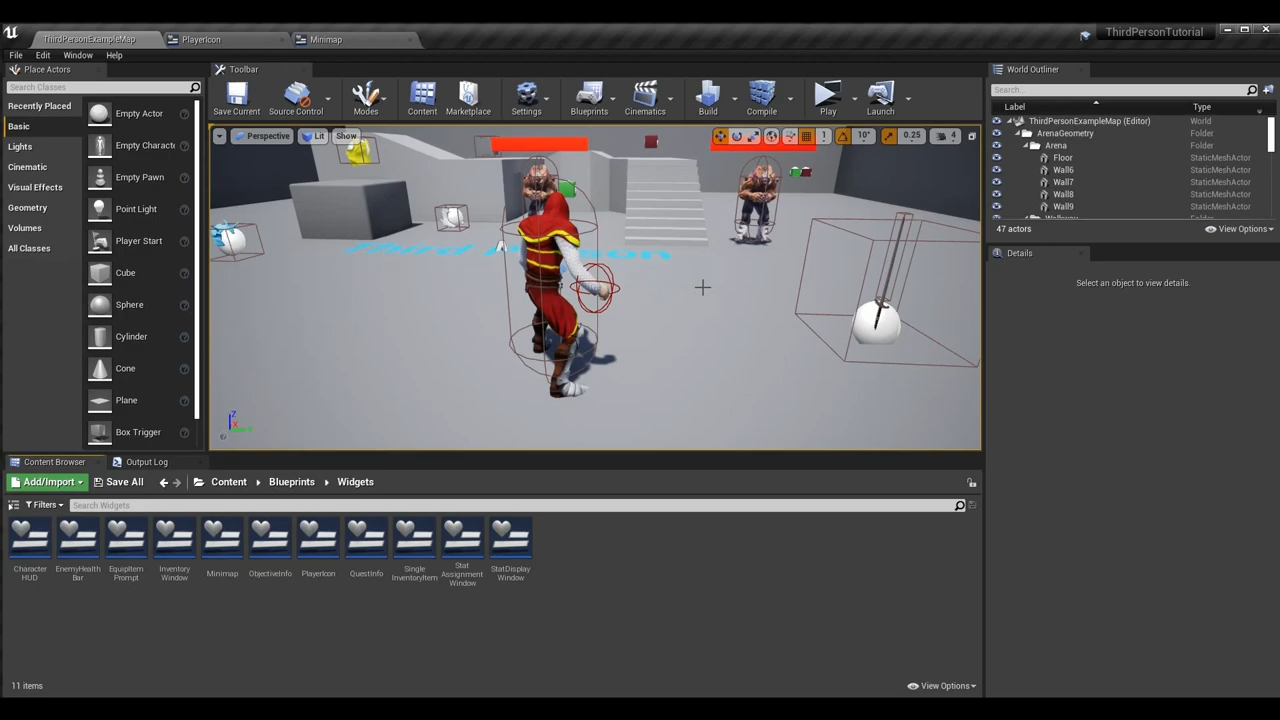 ThirdPersonExampleMap
PlayerIcon
Minimap
ThirdPersonTutorial
File Edit Window Help
Place Actors
Search Classes
Recently Placed
Basic
Lights
Cinematic
Visual Effects
Geometry
Volumes
All Classes
Empty Actor
Empty Charact
Empty Pawn
Point Light
Player Start
Cube
Sphere
Cylinder
Cone
Plane
Box Trigger
Toolbar
Save Current
Source Control
Modes
Content
Marketplace
Settings
Blueprints
Cinematics
Build
Compile
Play
Launch
Perspective Lit Show
1 10° 0.25 4
Third Person
Z
X
World Outliner
Search...
Label Type
ThirdPersonExampleMap (Editor) World
ArenaGeometry Folder
Arena Folder
Floor StaticMeshActor
Wall6 StaticMeshActor
Wall7 StaticMeshActor
Wall8 StaticMeshActor
Wall9 StaticMeshActor
47 actors View Options
Details
Select an object to view details.
Content Browser
Output Log
Add/Import Save All Content Blueprints Widgets
Filters Search Widgets
Character HUD
EnemyHealth Bar
EquipItem Prompt
Inventory Window
Minimap
ObjectiveInfo
PlayerIcon
QuestInfo
Single InventoryItem
Stat Assignment Window
StatDisplay Window
11 items View Options